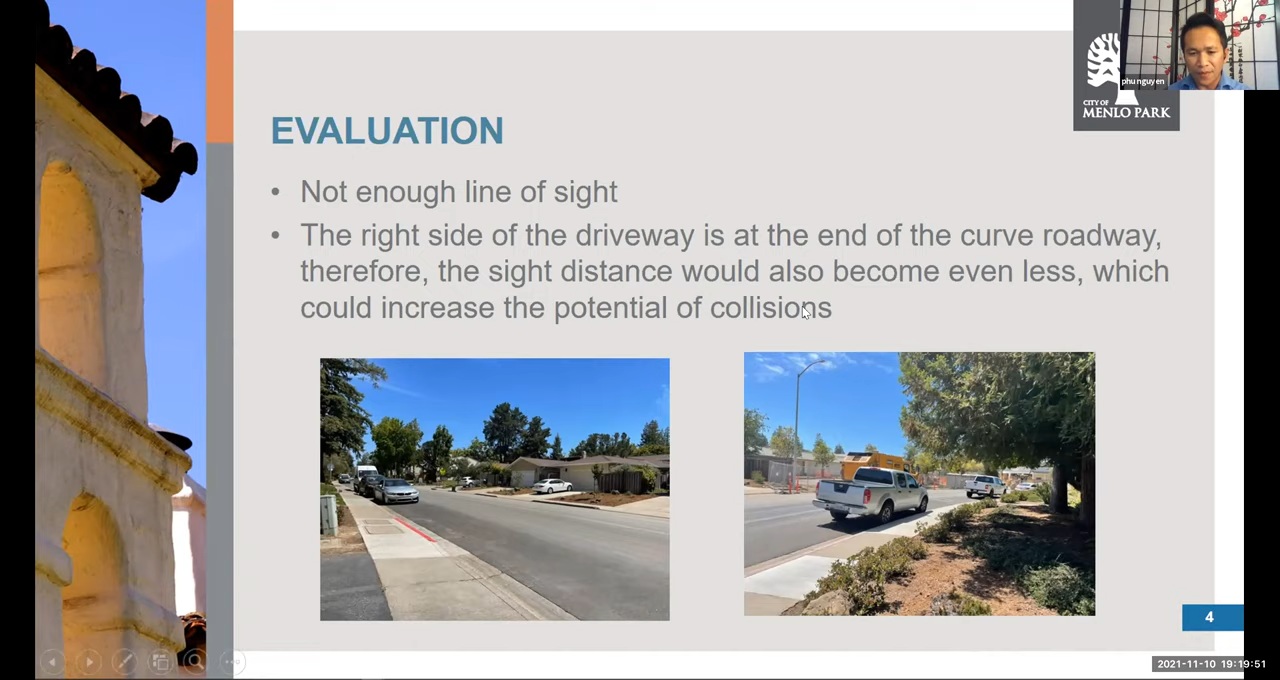 phu nguyen
CITY OF
MENLO PARK
EVALUATION
• Not enough line of sight
• The right side of the driveway is at the end of the curve roadway,
therefore, the sight distance would also become even less, which
could increase the potential of collisions
4
2021-11-10 19:19:51